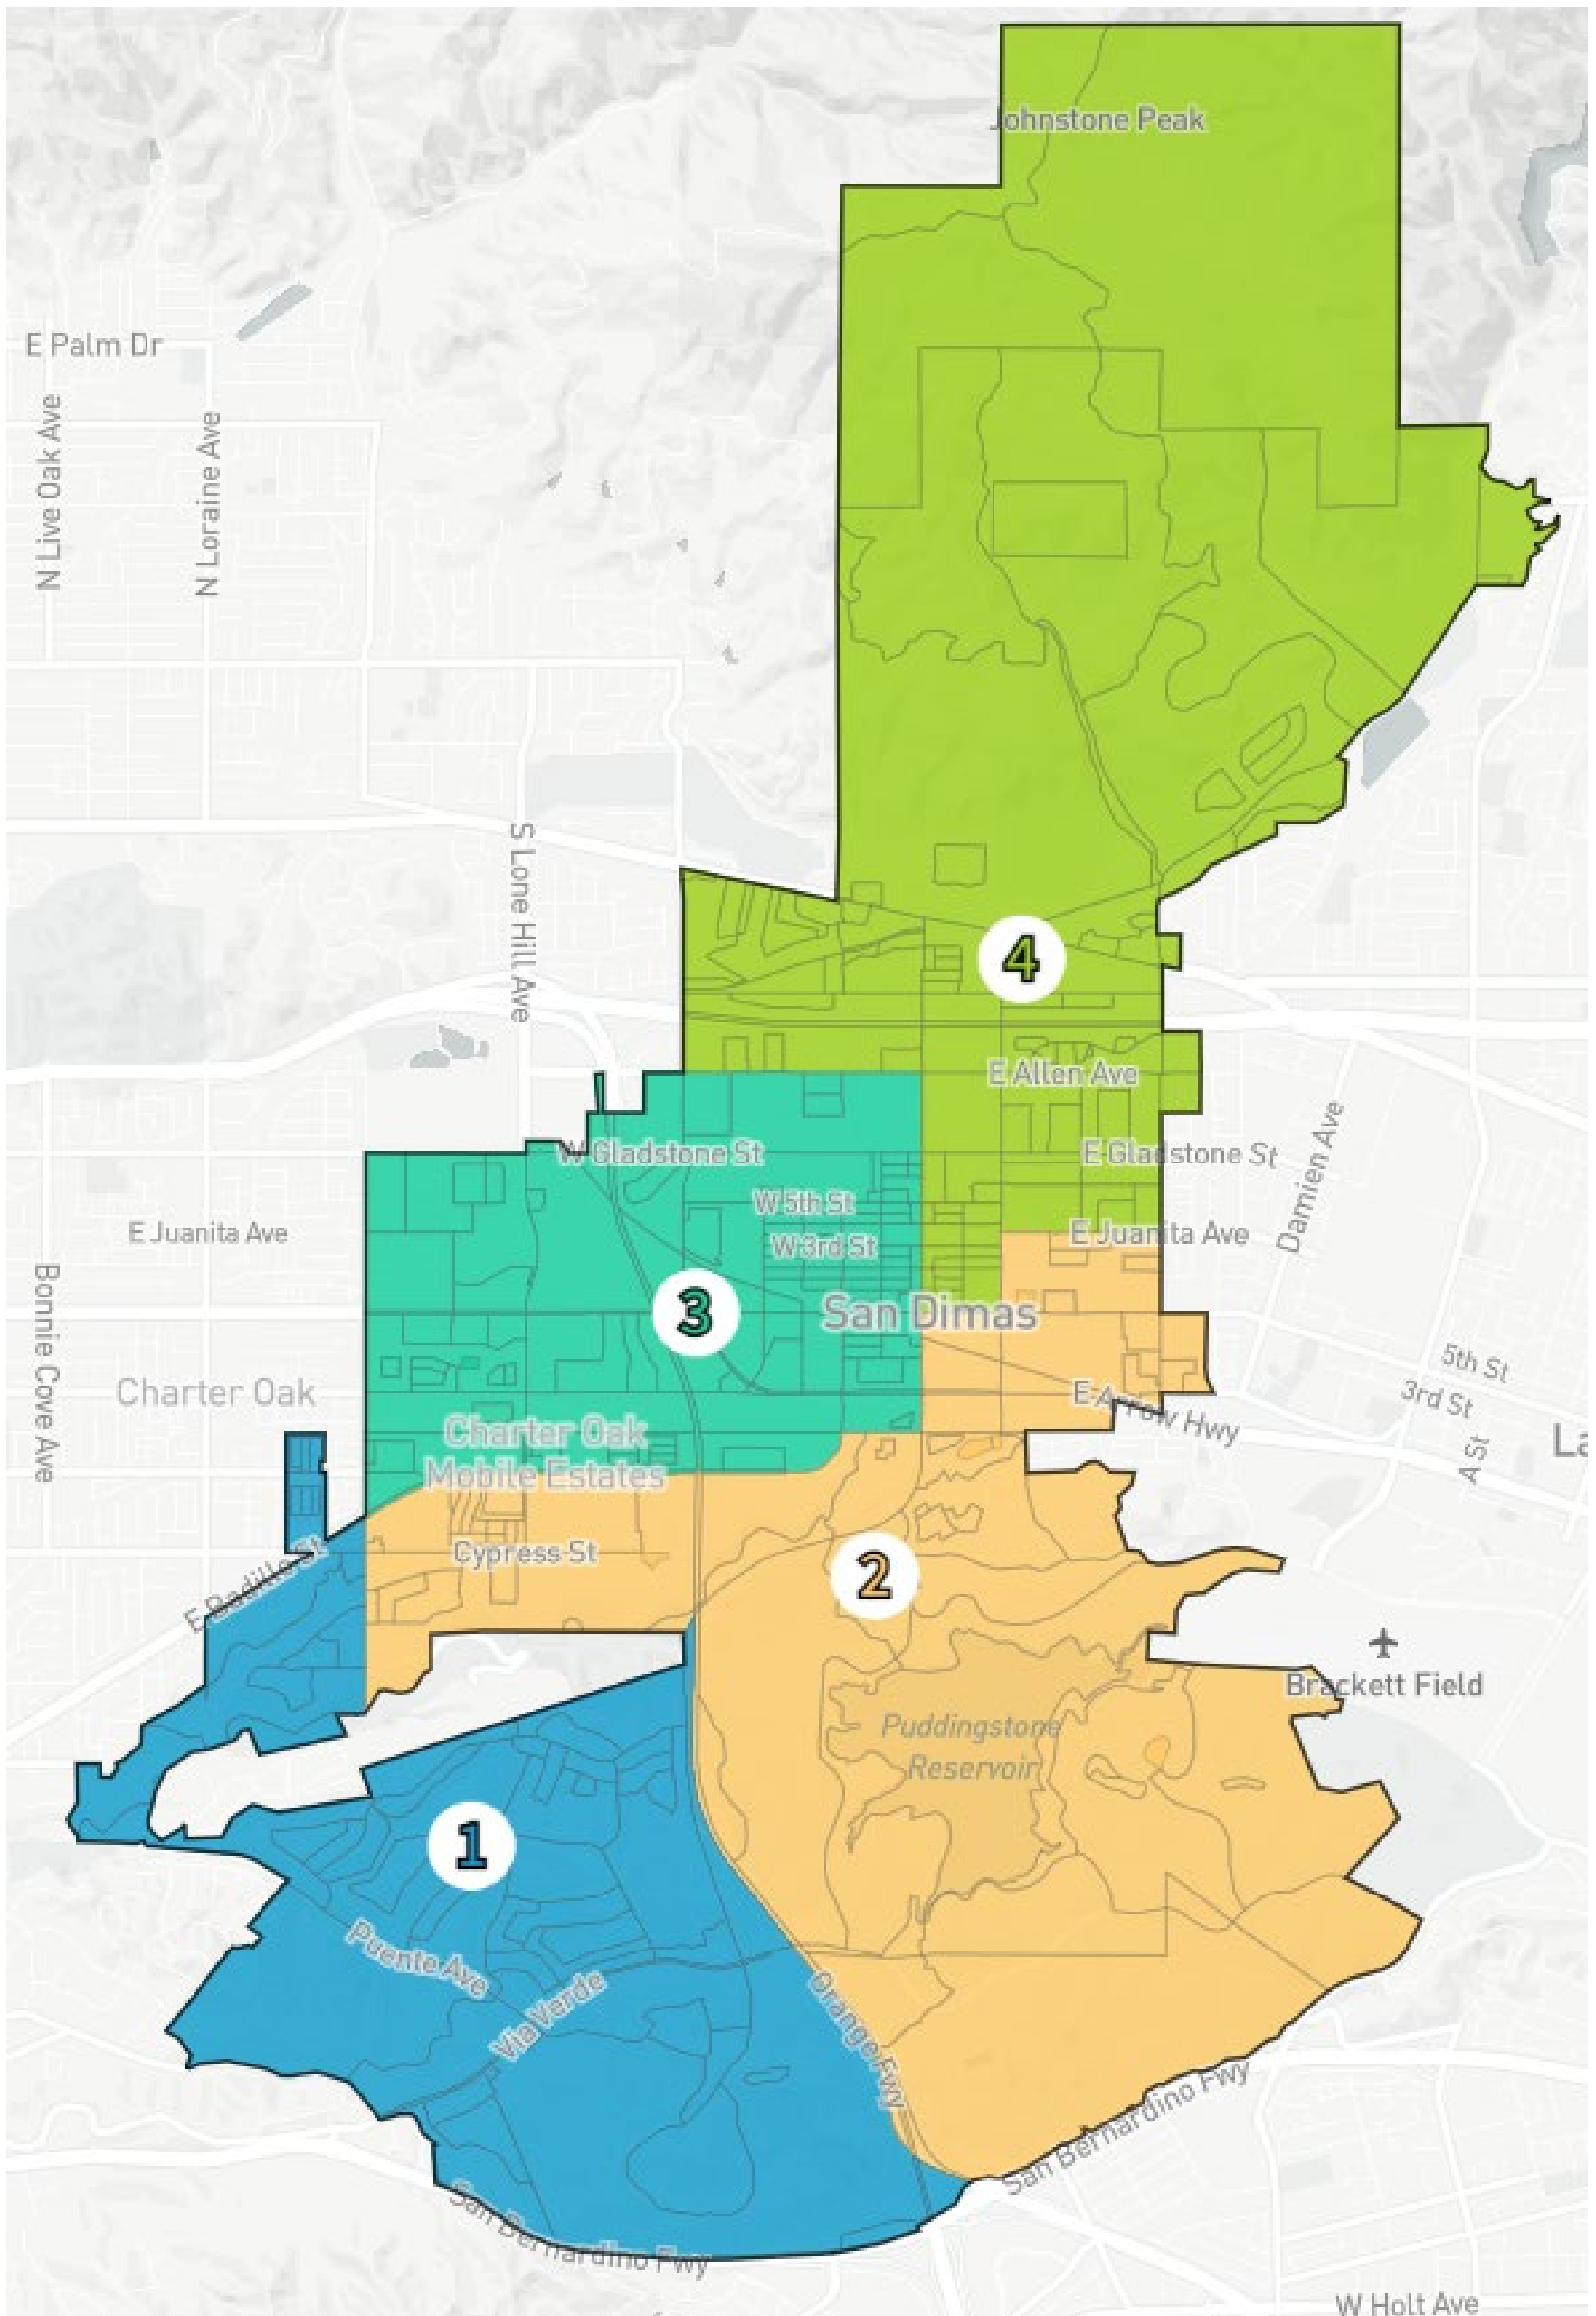 Johnstone Peak
E Palm Dr
N Live Oak Ave
N Loraine Ave
S Lone Hill Ave
4
E Allen Ave
W Gladstone St
E Gladstone St
Damien Ave
W 5th St
E Juanita Ave
E Juanita Ave
W 3rd St
Bonnie Cove Ave
3
San Dimas
5th St
3rd St
Charter Oak
E Arrow Hwy
A St
La
Charter Oak
Mobile Estates
Cypress St
2
E Badillo St
Brackett Field
Puddingstone
Reservoir
1
Puente Ave
Via Verde
Orange Fwy
San Bernardino Fwy
San Bernardino Fwy
W Holt Ave